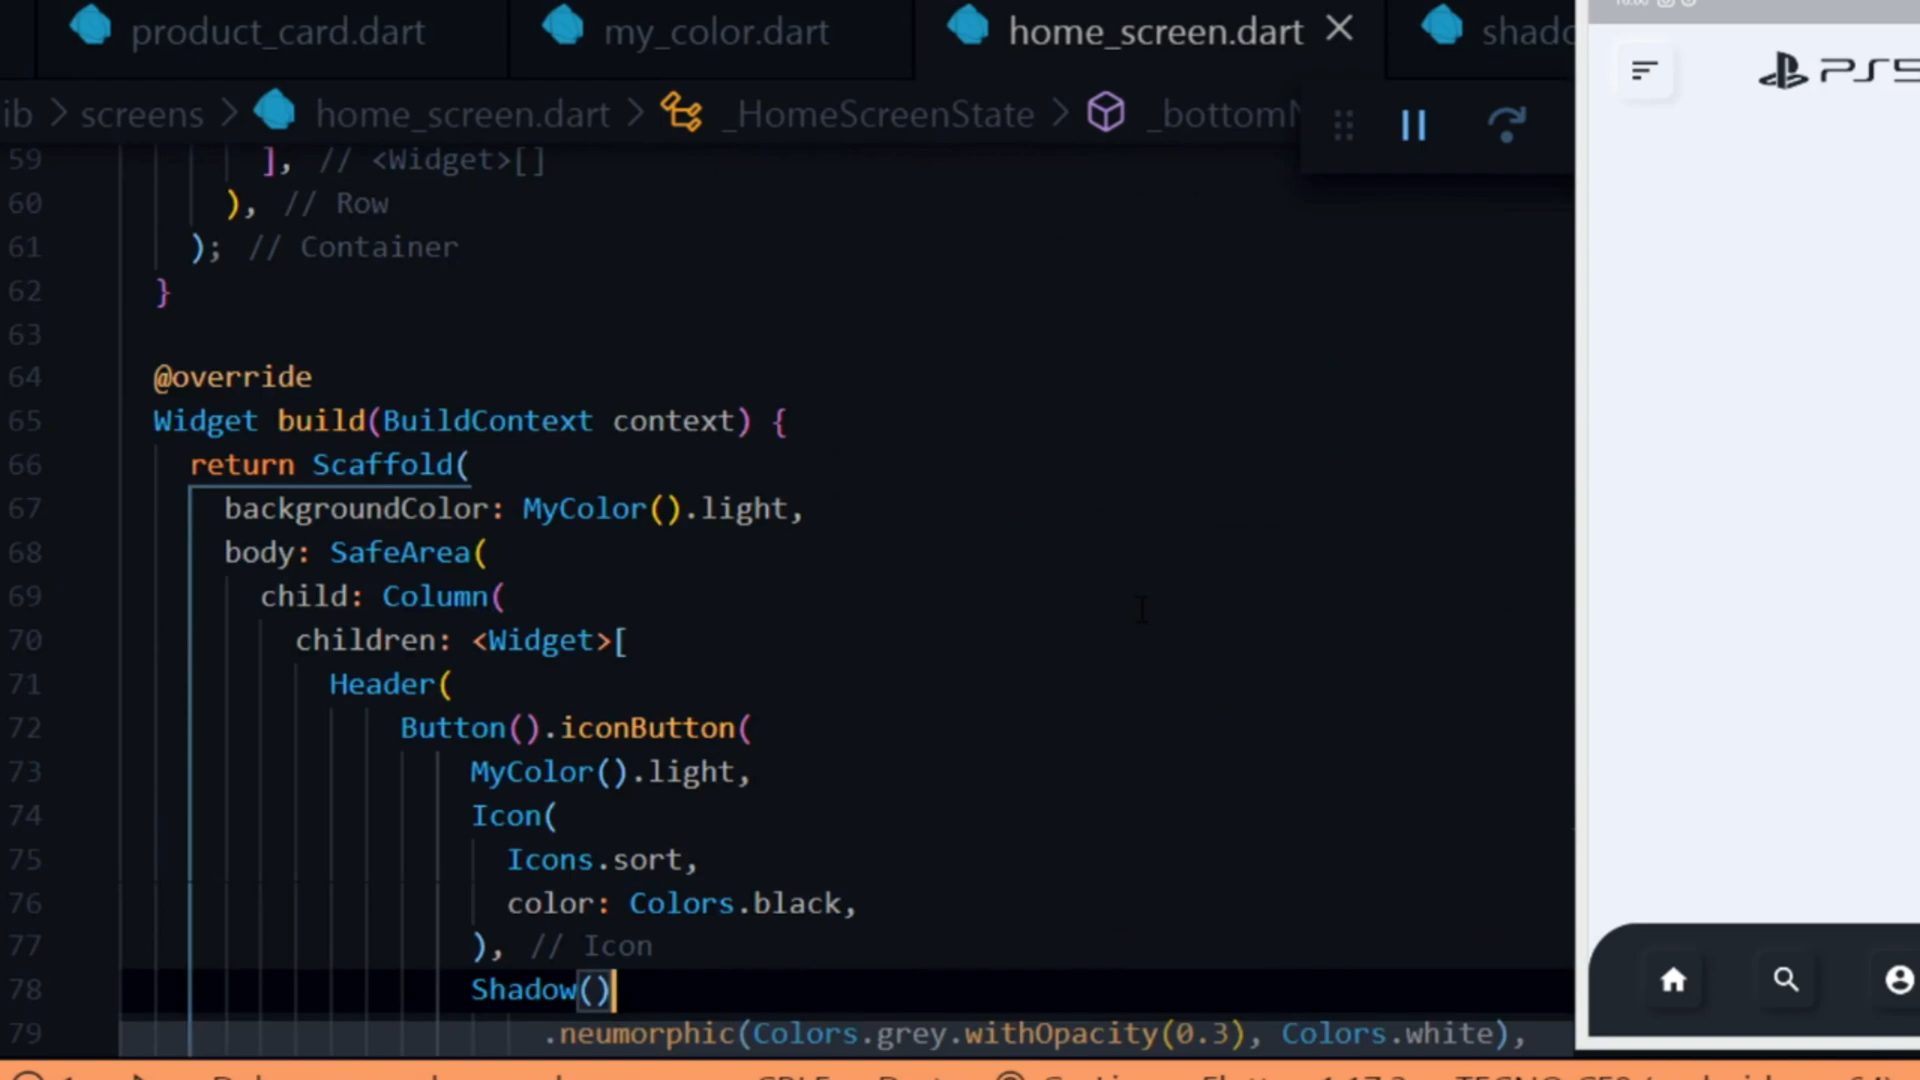 product_card.dart my_color.dart home_screen.dart shado
ib > screens > home_screen.dart > _HomeScreenState > _bottomN
59 ], // <Widget>[]
60 ), // Row
61 ); // Container
62 }
63
64 @override
65 Widget build(BuildContext context) {
66 return Scaffold(
67 backgroundColor: MyColor().light,
68 body: SafeArea(
69 child: Column(
70 children: <Widget>[
71 Header(
72 Button().iconButton(
73 MyColor().light,
74 Icon(
75 Icons.sort,
76 color: Colors.black,
77 ), // Icon
78 Shadow()
79 .neumorphic(Colors.grey.withOpacity(0.3), Colors.white),
PS5